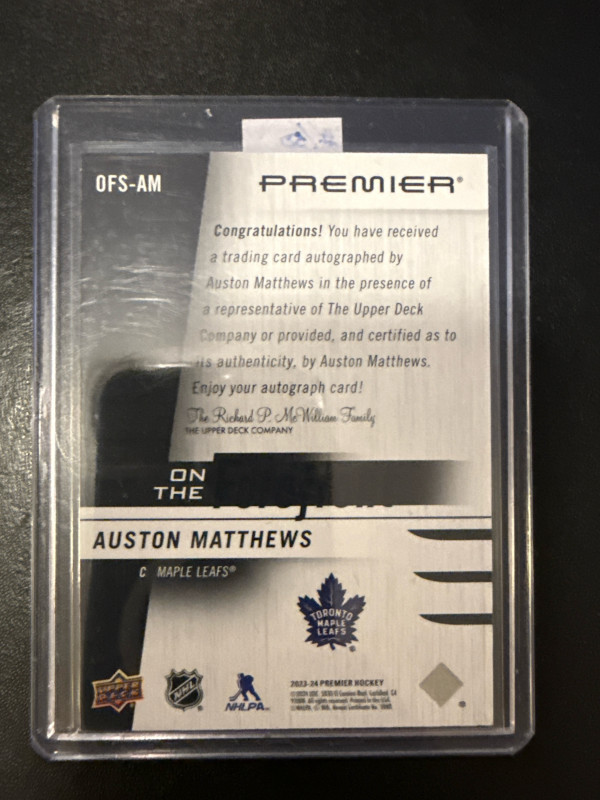 OFS-AM
PREMIER®
Congratulations! You have received
a trading card autographed by
Auston Matthews in the presence of
a representative of The Upper Deck
Company or provided, and certified as to
its authenticity, by Auston Matthews.
Enjoy your autograph card!
The Richard P. McWilliam Family
THE UPPER DECK COMPANY
ON
THE
AUSTON MATTHEWS
C MAPLE LEAFS®
TORONTO
MAPLE
LEAFS
UPPER
DECK
NHL
NHLPA
2023-24 PREMIER HOCKEY